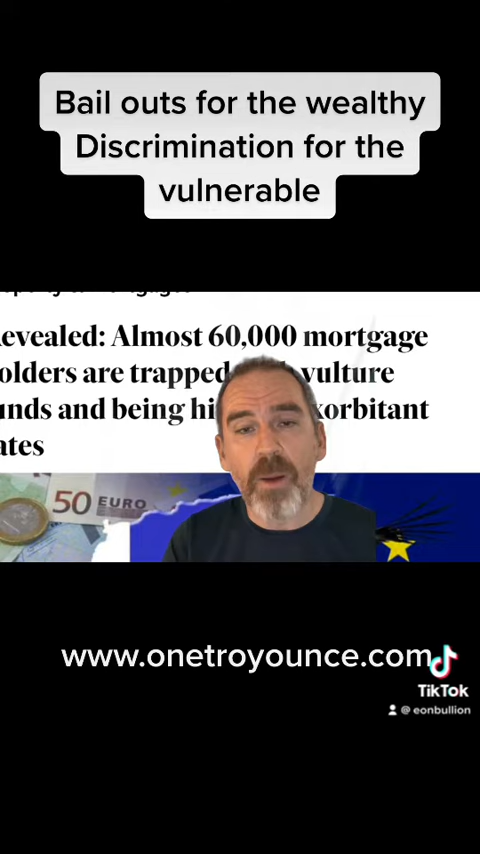 Bail outs for the wealthy
Discrimination for the
vulnerable
evealed: Almost 60,000 mortgage
olders are trapped vulture
unds and being hi xorbitant
ates
50 EURO
www.onetroyounce.com
TikTok
@ eonbullion